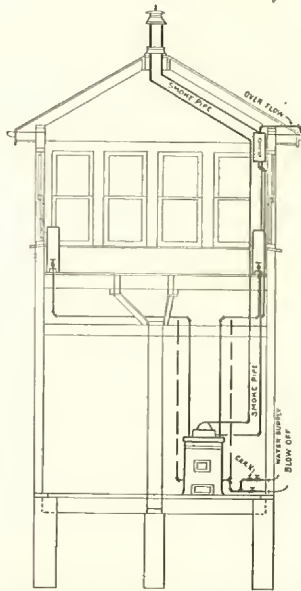 SMOKE PIPE
OVER FLOW
SMOKE PIPE
WATER SUPPLY
BLOW OFF